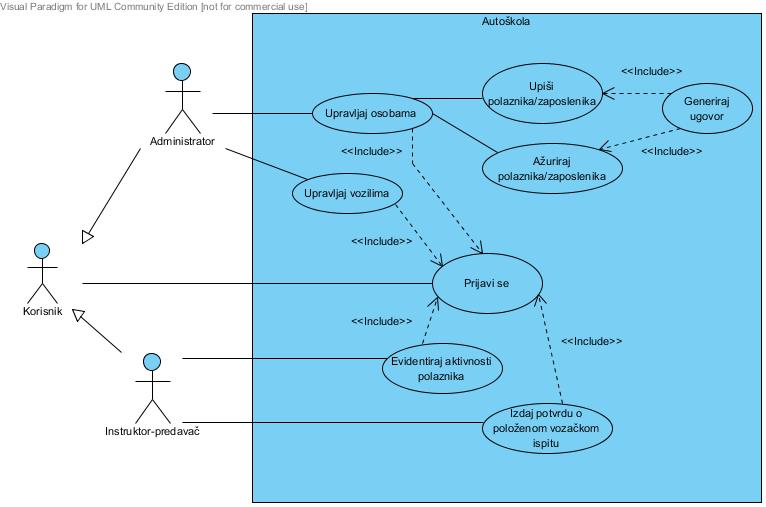 Visual Paradigm for UML Community Edition [not for commercial use]
Autoškola
Administrator
Upravljaj osobama
Upiši
polaznika/zaposlenika
<<Include>>
Generiraj
ugovor
<<Include>>
Ažuriraj
polaznika/zaposlenika
<<Include>>
Upravljaj vozilima
<<Include>>
Korisnik
Prijavi se
<<Include>>
<<Include>>
Evidentiraj aktivnosti
polaznika
Instruktor-predavač
Izdaj potvrdu o
položenom vozačkom
ispitu